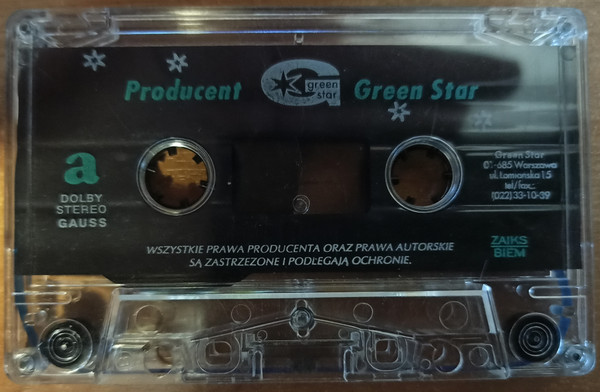 Producent
green
star
Green Star
a
DOLBY
STEREO
GAUSS
Green Star
01-685 Warszawa
ul. Łomiańska 15
tel/fax.:
(022)33-10-39
WSZYSTKIE PRAWA PRODUCENTA ORAZ PRAWA AUTORSKIE
SĄ ZASTRZEŻONE I PODLEGAJĄ OCHRONIE.
ZAIKS
BIEM